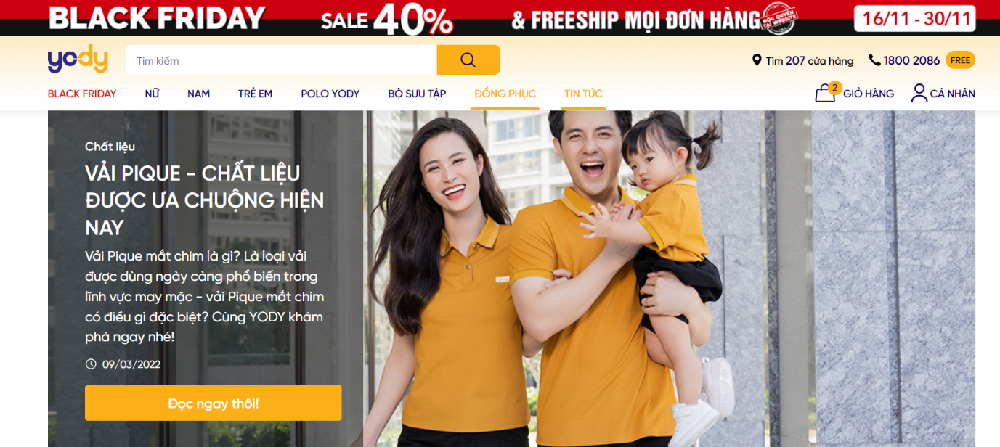 BLACK FRIDAY
SALE 40%
& FREESHIP MỌI ĐƠN HÀNG
ĐỘC QUYỀN
TẠI WEBSITE
16/11 - 30/11
yody
Tìm kiếm
Tìm 207 cửa hàng
1800 2086
FREE
BLACK FRIDAY
NỮ
NAM
TRẺ EM
POLO YODY
BỘ SƯU TẬP
ĐỒNG PHỤC
TIN TỨC
2
GIỎ HÀNG
CÁ NHÂN
Chất liệu
VẢI PIQUE - CHẤT LIỆU
ĐƯỢC ƯA CHUỘNG HIỆN
NAY
Vải Pique mắt chim là gì? Là loại vải
được dùng ngày càng phổ biến trong
lĩnh vực may mặc - vải Pique mắt chim
có điều gì đặc biệt? Cùng YODY khám
phá ngay nhé!
09/03/2022
Đọc ngay thôi!